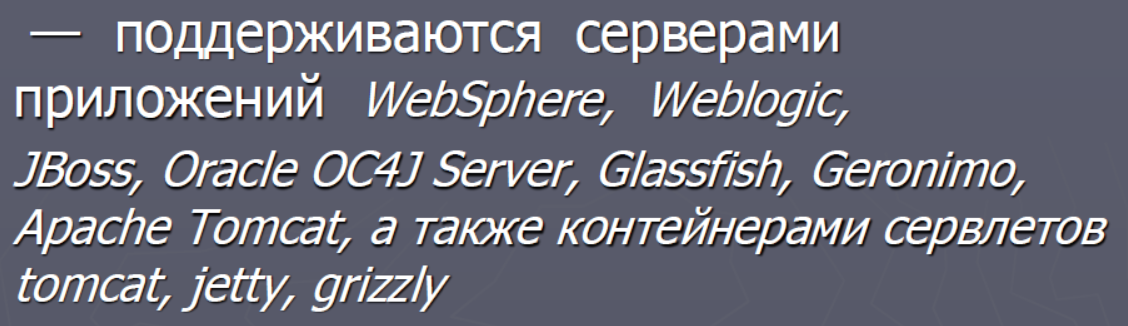 — поддерживаются серверами
приложений WebSphere, Weblogic,
JBoss, Oracle OC4J Server, Glassfish, Geronimo,
Apache Tomcat, а также контейнерами сервлетов
tomcat, jetty, grizzly